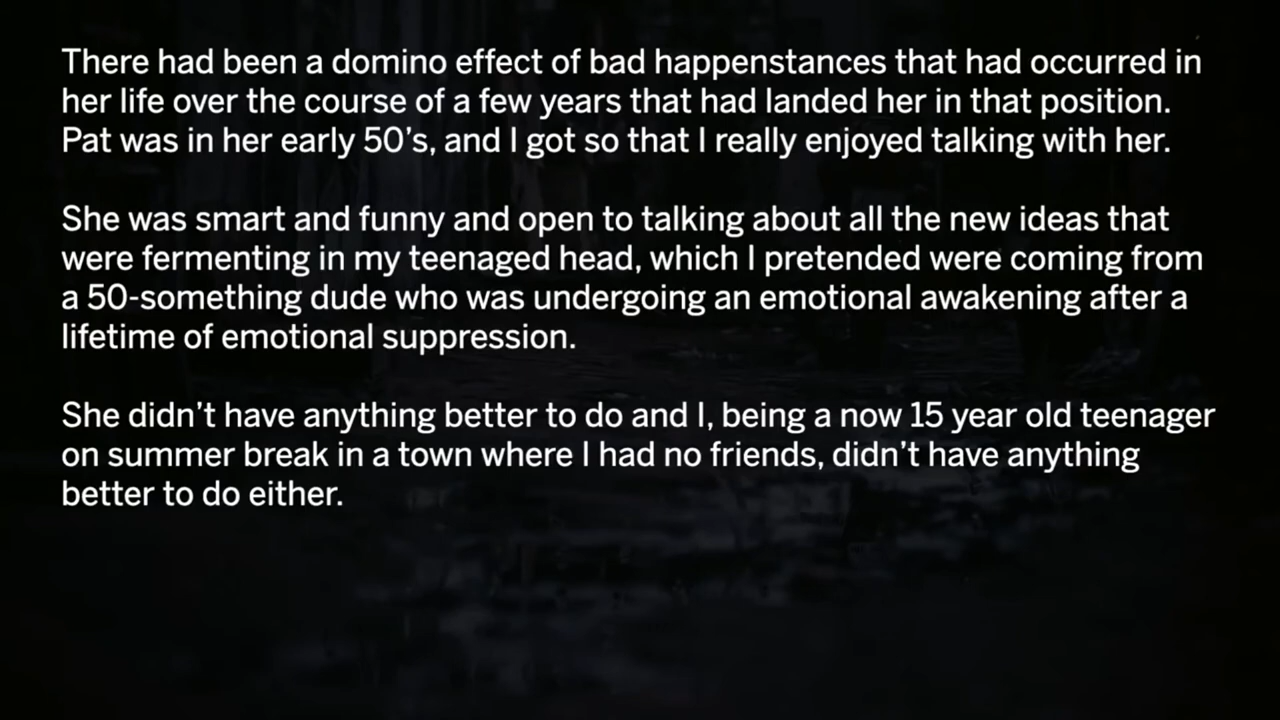 There had been a domino effect of bad happenstances that had occurred in
her life over the course of a few years that had landed her in that position.
Pat was in her early 50’s, and I got so that I really enjoyed talking with her.
She was smart and funny and open to talking about all the new ideas that
were fermenting in my teenaged head, which I pretended were coming from
a 50-something dude who was undergoing an emotional awakening after a
lifetime of emotional suppression.
She didn’t have anything better to do and I, being a now 15 year old teenager
on summer break in a town where I had no friends, didn’t have anything
better to do either.